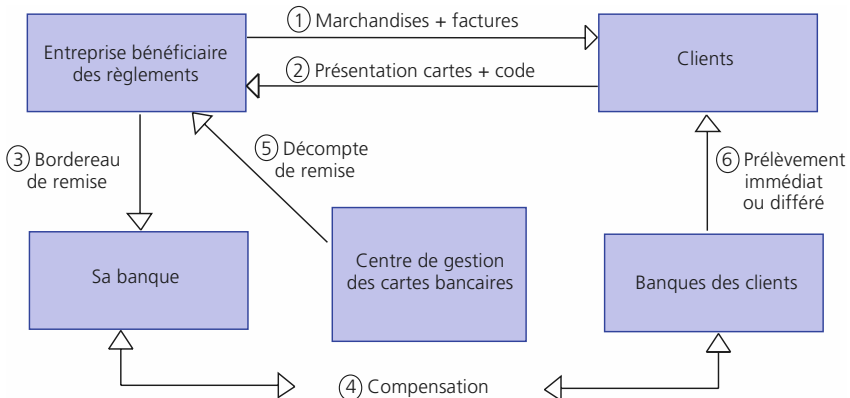 ① Marchandises + factures
Entreprise bénéficiaire
des règlements
Clients
② Présentation cartes + code
③ Bordereau
de remise
⑤ Décompte
de remise
⑥ Prélèvement
immédiat
ou différé
Sa banque
Centre de gestion
des cartes bancaires
Banques des clients
④ Compensation